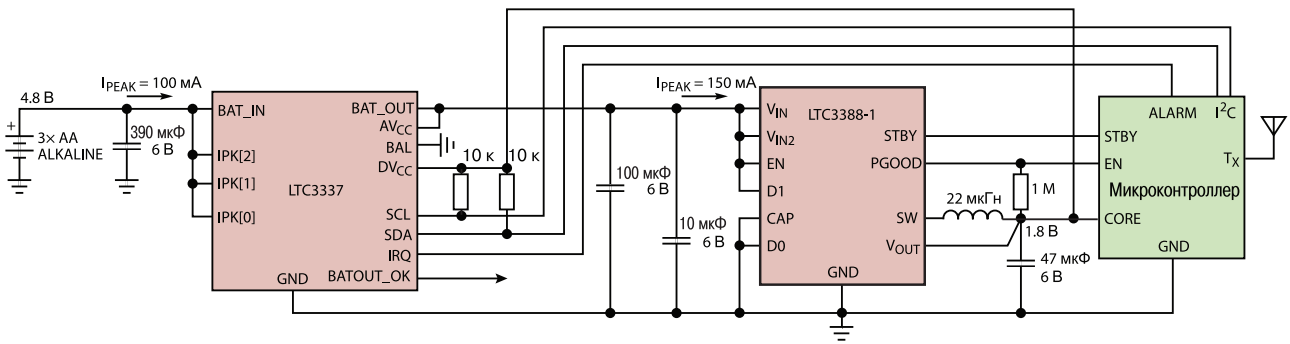 4.8 В
I_PEAK = 100 мА
+
3× AA
ALKALINE
390 мкФ
6 В
BAT_IN
IPK[2]
IPK[1]
IPK[0]
LTC3337
GND
BAT_OUT
AV_CC
BAL
DV_CC
SCL
SDA
IRQ
BATOUT_OK
10 к
10 к
100 мкФ
6 В
10 мкФ
6 В
I_PEAK = 150 мА
V_IN
V_IN2
EN
D1
CAP
D0
LTC3388-1
STBY
PGOOD
SW
V_OUT
GND
22 мкГн
1 М
1.8 В
47 мкФ
6 В
ALARM
I²C
STBY
EN
T_X
Микроконтроллер
CORE
GND